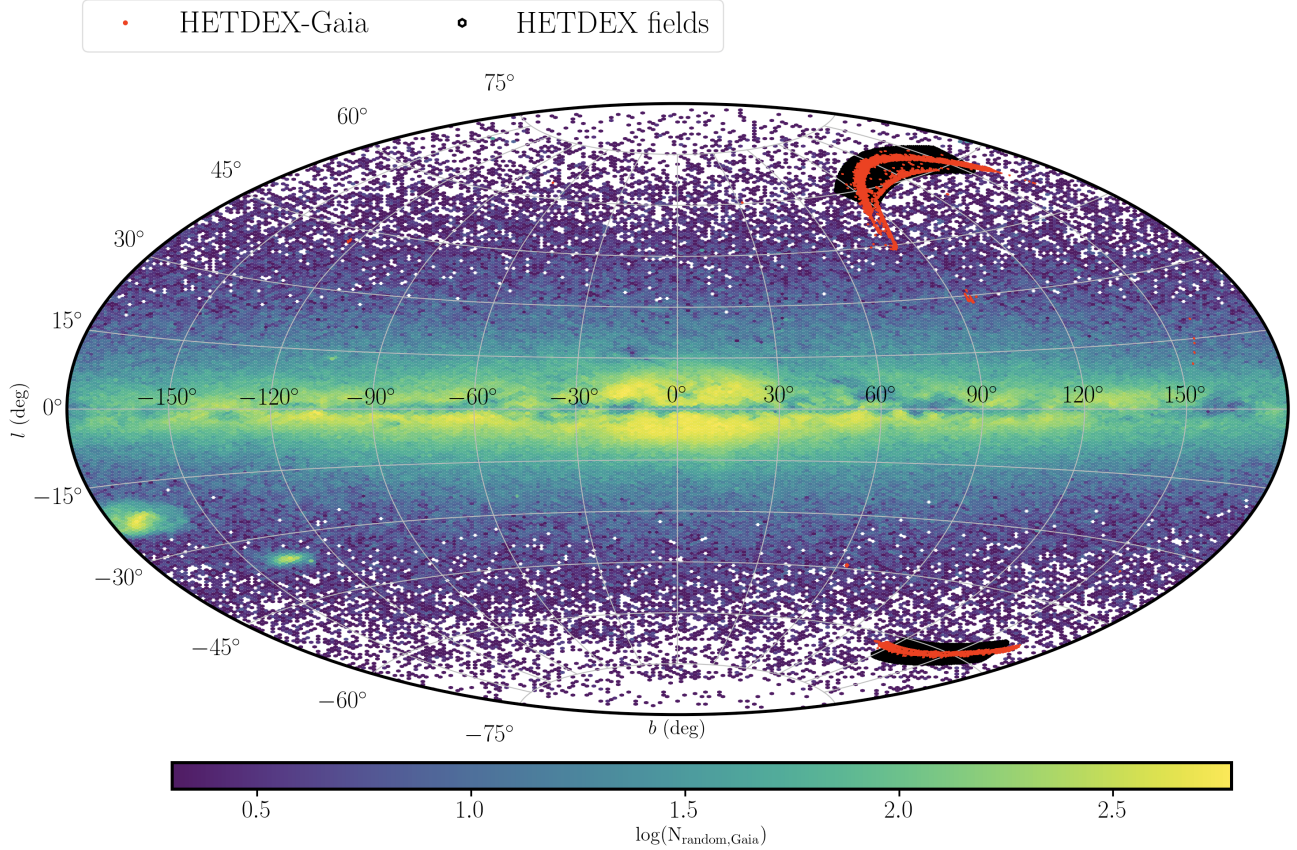 HETDEX-Gaia HETDEX fields
75°
60°
45°
30°
15°
0°
−15°
−30°
−45°
−60°
−75°
−150° −120° −90° −60° −30° 0° 30° 60° 90° 120° 150°
l (deg)
b (deg)
0.5 1.0 1.5 2.0 2.5
log(N_random,Gaia)